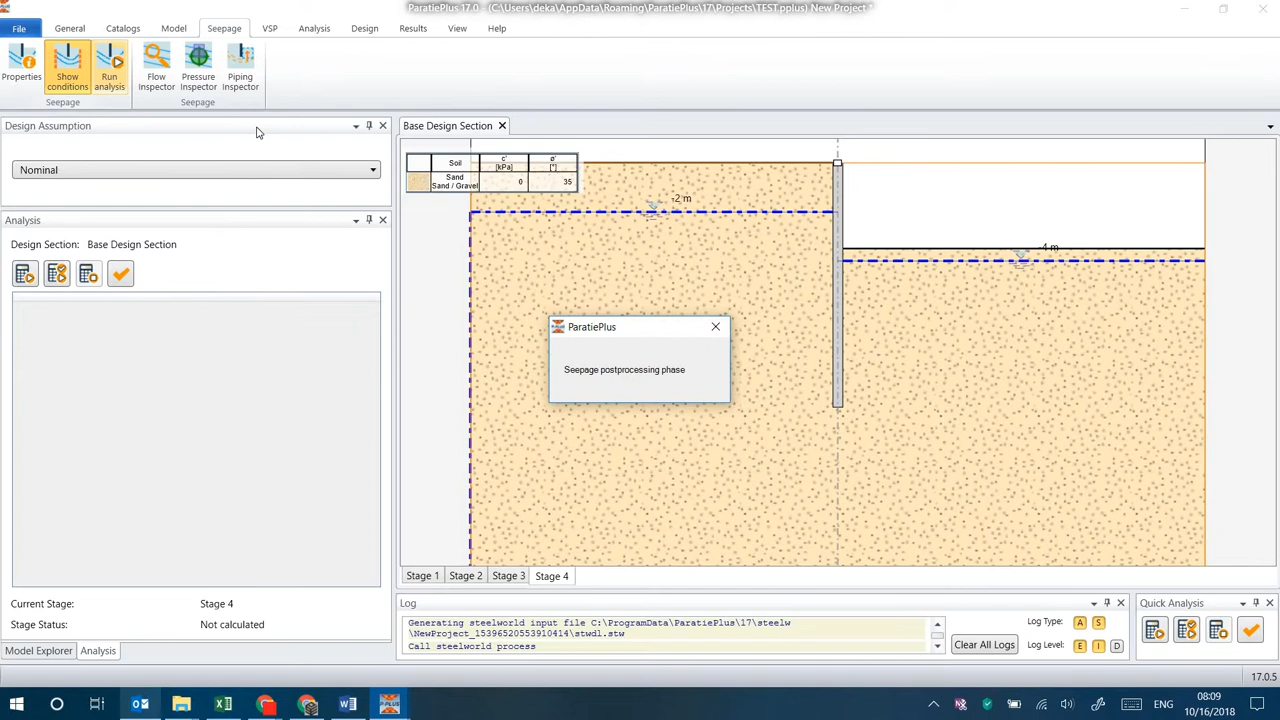 ParatiePlus 17.0 - (C:\Users\deka\AppData\Roaming\ParatiePlus\17\Projects\TEST.pplus) New Project *
File General Catalogs Model Seepage VSP Analysis Design Results View Help
Properties Show conditions Run analysis Flow Inspector Pressure Inspector Piping Inspector
Seepage Seepage
Design Assumption
Nominal
Analysis
Design Section: Base Design Section
Current Stage: Stage 4
Stage Status: Not calculated
Model Explorer Analysis
Base Design Section
Soil c' [kPa] ø' [°]
Sand Sand / Gravel 0 35
-2 m
-4 m
ParatiePlus
Seepage postprocessing phase
Stage 1 Stage 2 Stage 3 Stage 4
Log
Generating steelworld input file C:\ProgramData\ParatiePlus\17\steelw
\NewProject_15396520553910414\stwdl.stw
Call steelworld process
Clear All Logs
Log Type: A S
Log Level: E I D
Quick Analysis
17.0.5
P-PLUS
ENG
08:09
10/16/2018